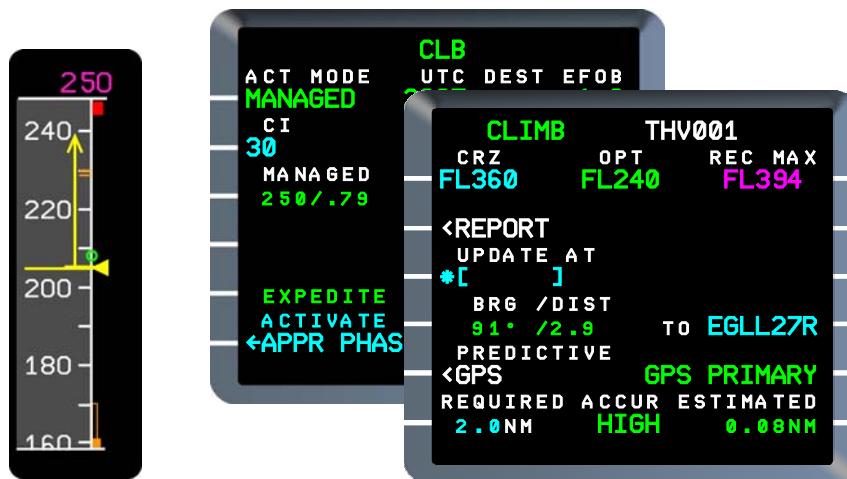 250
240
220
200
180
160
CLB
ACT MODE UTC DEST EFOB
MANAGED
CI
30
MANAGED
250/.79
EXPEDITE
ACTIVATE
←APPR PHAS
CLIMB THV001
CRZ OPT REC MAX
FL360 FL240 FL394
<REPORT
UPDATE AT
*[ ]
BRG /DIST
91° /2.9 TO EGLL27R
PREDICTIVE
<GPS GPS PRIMARY
REQUIRED ACCUR ESTIMATED
2.0NM HIGH 0.08NM